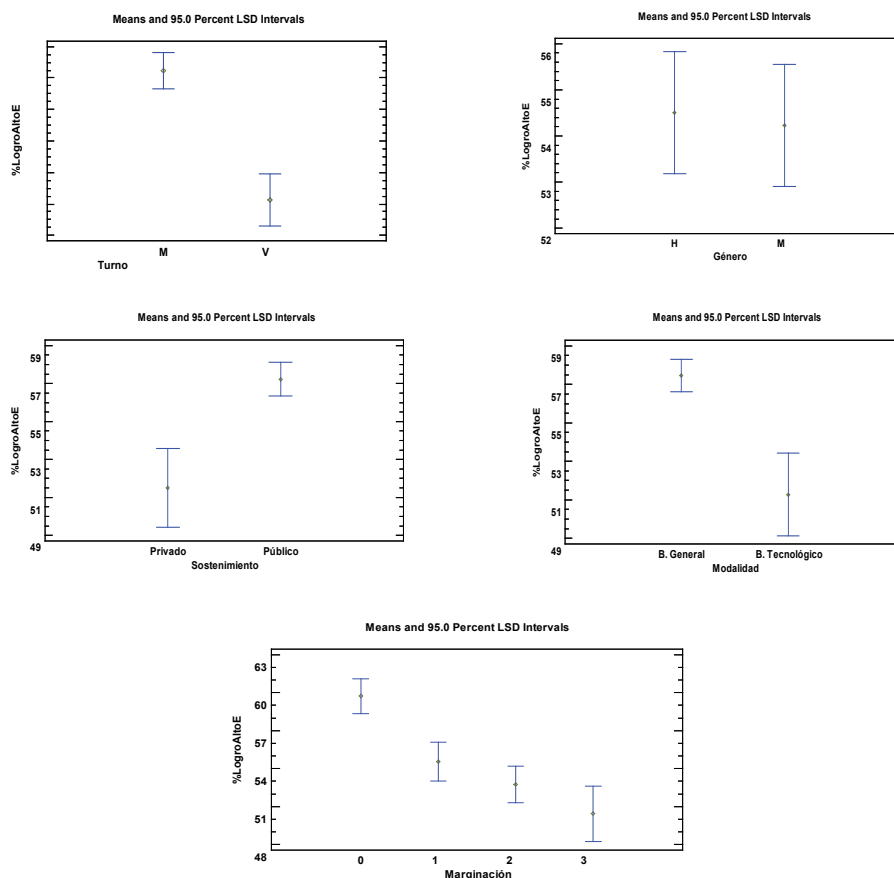 Means and 95.0 Percent LSD Intervals
%LogroAltoE
M
V
Turno
Means and 95.0 Percent LSD Intervals
%LogroAltoE
56
55
54
53
52
H
M
Género
Means and 95.0 Percent LSD Intervals
%LogroAltoE
59
57
55
53
51
49
Privado
Público
Sostenimiento
Means and 95.0 Percent LSD Intervals
%LogroAltoE
59
57
55
53
51
49
B. General
B. Tecnológico
Modalidad
Means and 95.0 Percent LSD Intervals
%LogroAltoE
63
60
57
54
51
48
0
1
2
3
Marginación